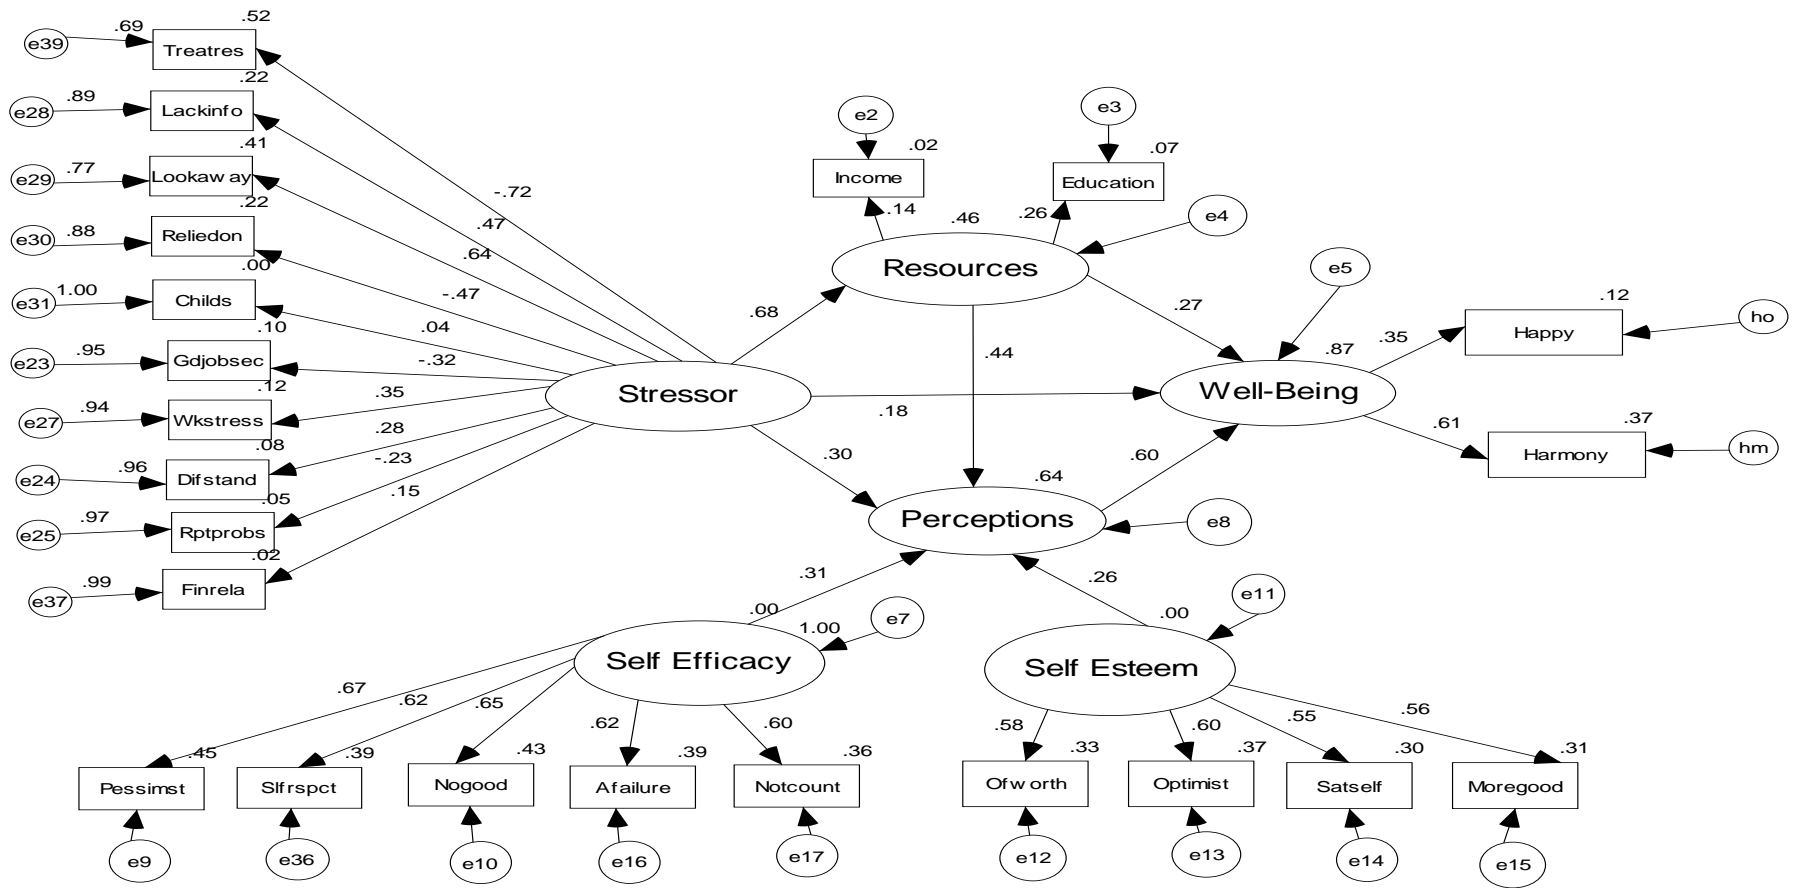 .52
.69
e39
Treatres
.22
.89
e28
Lackinfo
.41
.77
e29
Lookaway
.22
.88
e30
Reliedon
.00
1.00
e31
Childs
.10
.95
e23
Gdjobsec
.12
.94
e27
Wkstress
.08
.96
e24
Difstand
.05
.97
e25
Rptprobs
.02
.99
e37
Finrela
-.72
.47
.64
-.47
.04
-.32
.35
.28
-.23
.15
Stressor
e2
e3
.02
.07
Income
Education
.14
.46
.26
e4
Resources
e5
.68
.27
.44
.18
.30
.87
Well-Being
.35
.12
Happy
ho
.61
.37
Harmony
hm
.60
.64
Perceptions
e8
.31
.26
.00
1.00
e7
Self Efficacy
.00
e11
Self Esteem
.67
.62
.65
.62
.60
.58
.60
.55
.56
.45
.39
.43
.39
.36
.33
.37
.30
.31
Pessimst
Slfrspct
Nogood
Afailure
Notcount
Ofworth
Optimist
Satself
Moregood
e9
e36
e10
e16
e17
e12
e13
e14
e15